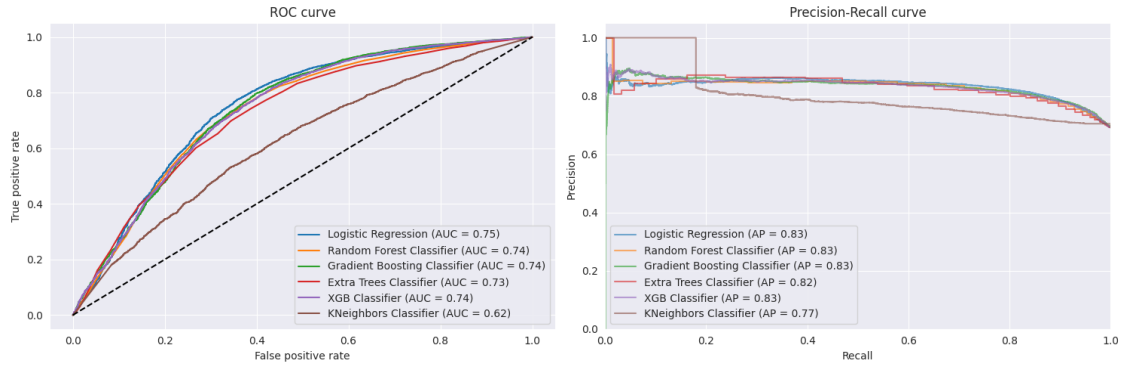 ROC curve
True positive rate
1.0
0.8
0.6
0.4
0.2
0.0
0.0 0.2 0.4 0.6 0.8 1.0
False positive rate
Logistic Regression (AUC = 0.75)
Random Forest Classifier (AUC = 0.74)
Gradient Boosting Classifier (AUC = 0.74)
Extra Trees Classifier (AUC = 0.73)
XGB Classifier (AUC = 0.74)
KNeighbors Classifier (AUC = 0.62)
Precision-Recall curve
Precision
1.0
0.8
0.6
0.4
0.2
0.0
0.0 0.2 0.4 0.6 0.8 1.0
Recall
Logistic Regression (AP = 0.83)
Random Forest Classifier (AP = 0.83)
Gradient Boosting Classifier (AP = 0.83)
Extra Trees Classifier (AP = 0.82)
XGB Classifier (AP = 0.83)
KNeighbors Classifier (AP = 0.77)